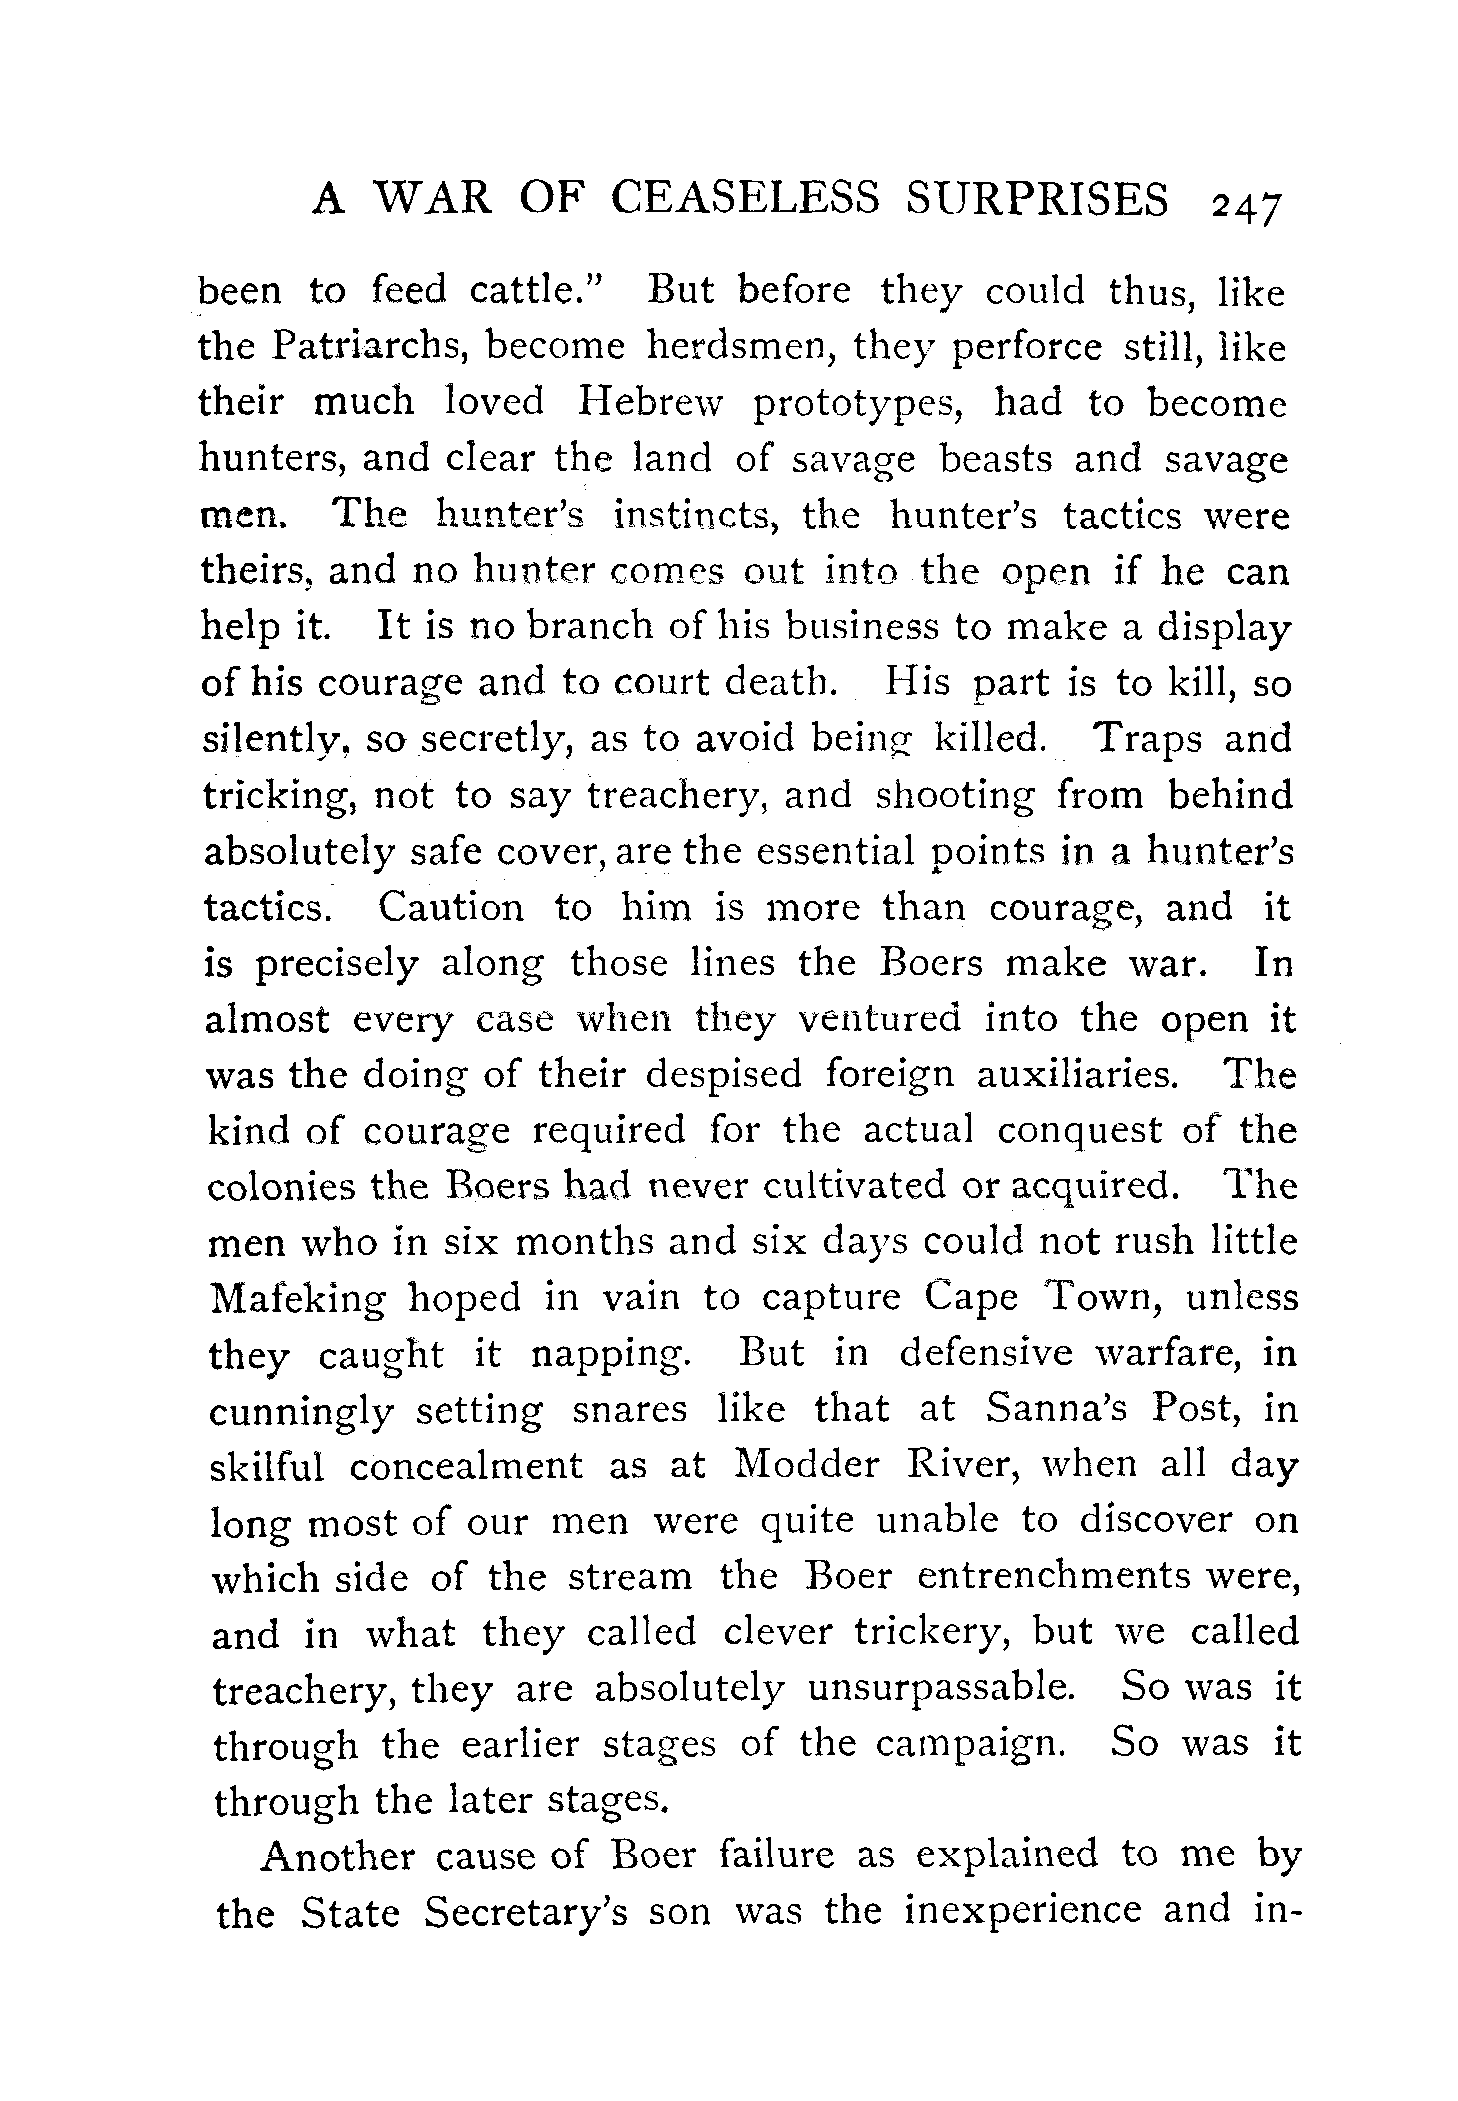 A WAR OF CEASELESS SURPRISES 247
been to feed cattle." But before they could thus, like
the Patriarchs, become herdsmen, they perforce still, like
their much loved Hebrew prototypes, had to become
hunters, and clear the land of savage beasts and savage
men. The hunter's instincts, the hunter's tactics were
theirs, and no hunter comes out into the open if he can
help it. It is no branch of his business to make a display
of his courage and to court death. His part is to kill, so
silently, so secretly, as to avoid being killed. Traps and
tricking, not to say treachery, and shooting from behind
absolutely safe cover, are the essential points in a hunter's
tactics. Caution to him is more than courage, and it
is precisely along those lines the Boers make war. In
almost every case when they ventured into the open it
was the doing of their despised foreign auxiliaries. The
kind of courage required for the actual conquest of the
colonies the Boers had never cultivated or acquired. The
men who in six months and six days could not rush little
Mafeking hoped in vain to capture Cape Town, unless
they caught it napping. But in defensive warfare, in
cunningly setting snares like that at Sanna's Post, in
skilful concealment as at Modder River, when all day
long most of our men were quite unable to discover on
which side of the stream the Boer entrenchments were,
and in what they called clever trickery, but we called
treachery, they are absolutely unsurpassable. So was it
through the earlier stages of the campaign. So was it
through the later stages.
Another cause of Boer failure as explained to me by
the State Secretary's son was the inexperience and in-